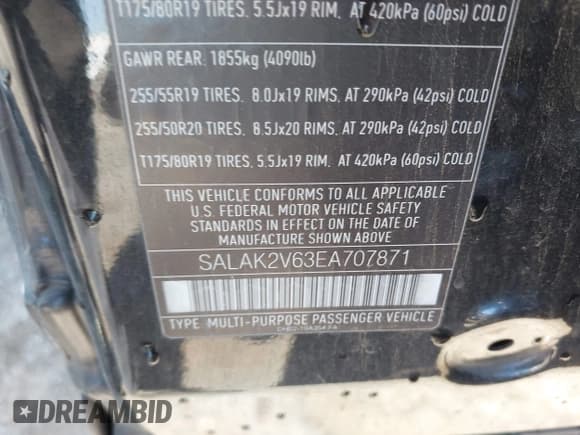 T175/80R19 TIRES. 5.5Jx19 RIM. AT 420kPa (60psi) COLD
GAWR REAR. 1855kg (4090lb)
255/55R19 TIRES. 8.0Jx19 RIMS, AT 290kPa (42psi) COLD
255/50R20 TIRES. 8.5Jx20 RIMS, AT 290kPa (42psi) COLD
T175/80R19 TIRES. 5.5Jx19 RIM. AT 420kPa (60psi) COLD
THIS VEHICLE CONFORMS TO ALL APPLICABLE
U.S. FEDERAL MOTOR VEHICLE SAFETY
STANDARDS IN EFFECT ON THE DATE OF
MANUFACTURE SHOWN ABOVE
SALAK2V63EA707871
TYPE MULTI-PURPOSE PASSENGER VEHICLE
DREAMBID